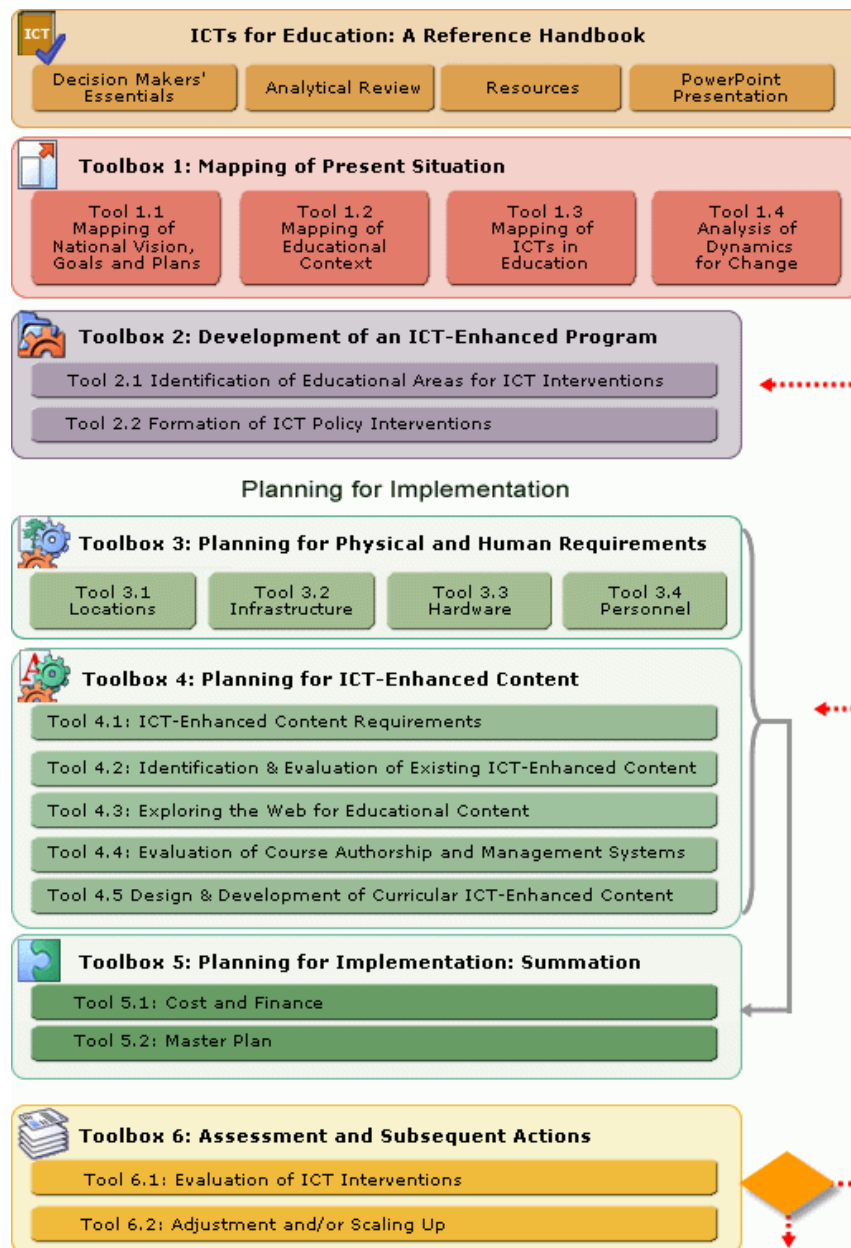 ICT
ICTs for Education: A Reference Handbook
Decision Makers'
Essentials
Analytical Review
Resources
PowerPoint
Presentation
Toolbox 1: Mapping of Present Situation
Tool 1.1
Mapping of
National Vision,
Goals and Plans
Tool 1.2
Mapping of
Educational
Context
Tool 1.3
Mapping of
ICTs in
Education
Tool 1.4
Analysis of
Dynamics
for Change
Toolbox 2: Development of an ICT-Enhanced Program
Tool 2.1 Identification of Educational Areas for ICT Interventions
Tool 2.2 Formation of ICT Policy Interventions
Planning for Implementation
Toolbox 3: Planning for Physical and Human Requirements
Tool 3.1
Locations
Tool 3.2
Infrastructure
Tool 3.3
Hardware
Tool 3.4
Personnel
A
Toolbox 4: Planning for ICT-Enhanced Content
Tool 4.1: ICT-Enhanced Content Requirements
Tool 4.2: Identification & Evaluation of Existing ICT-Enhanced Content
Tool 4.3: Exploring the Web for Educational Content
Tool 4.4: Evaluation of Course Authorship and Management Systems
Tool 4.5 Design & Development of Curricular ICT-Enhanced Content
Toolbox 5: Planning for Implementation: Summation
Tool 5.1: Cost and Finance
Tool 5.2: Master Plan
Toolbox 6: Assessment and Subsequent Actions
Tool 6.1: Evaluation of ICT Interventions
Tool 6.2: Adjustment and/or Scaling Up